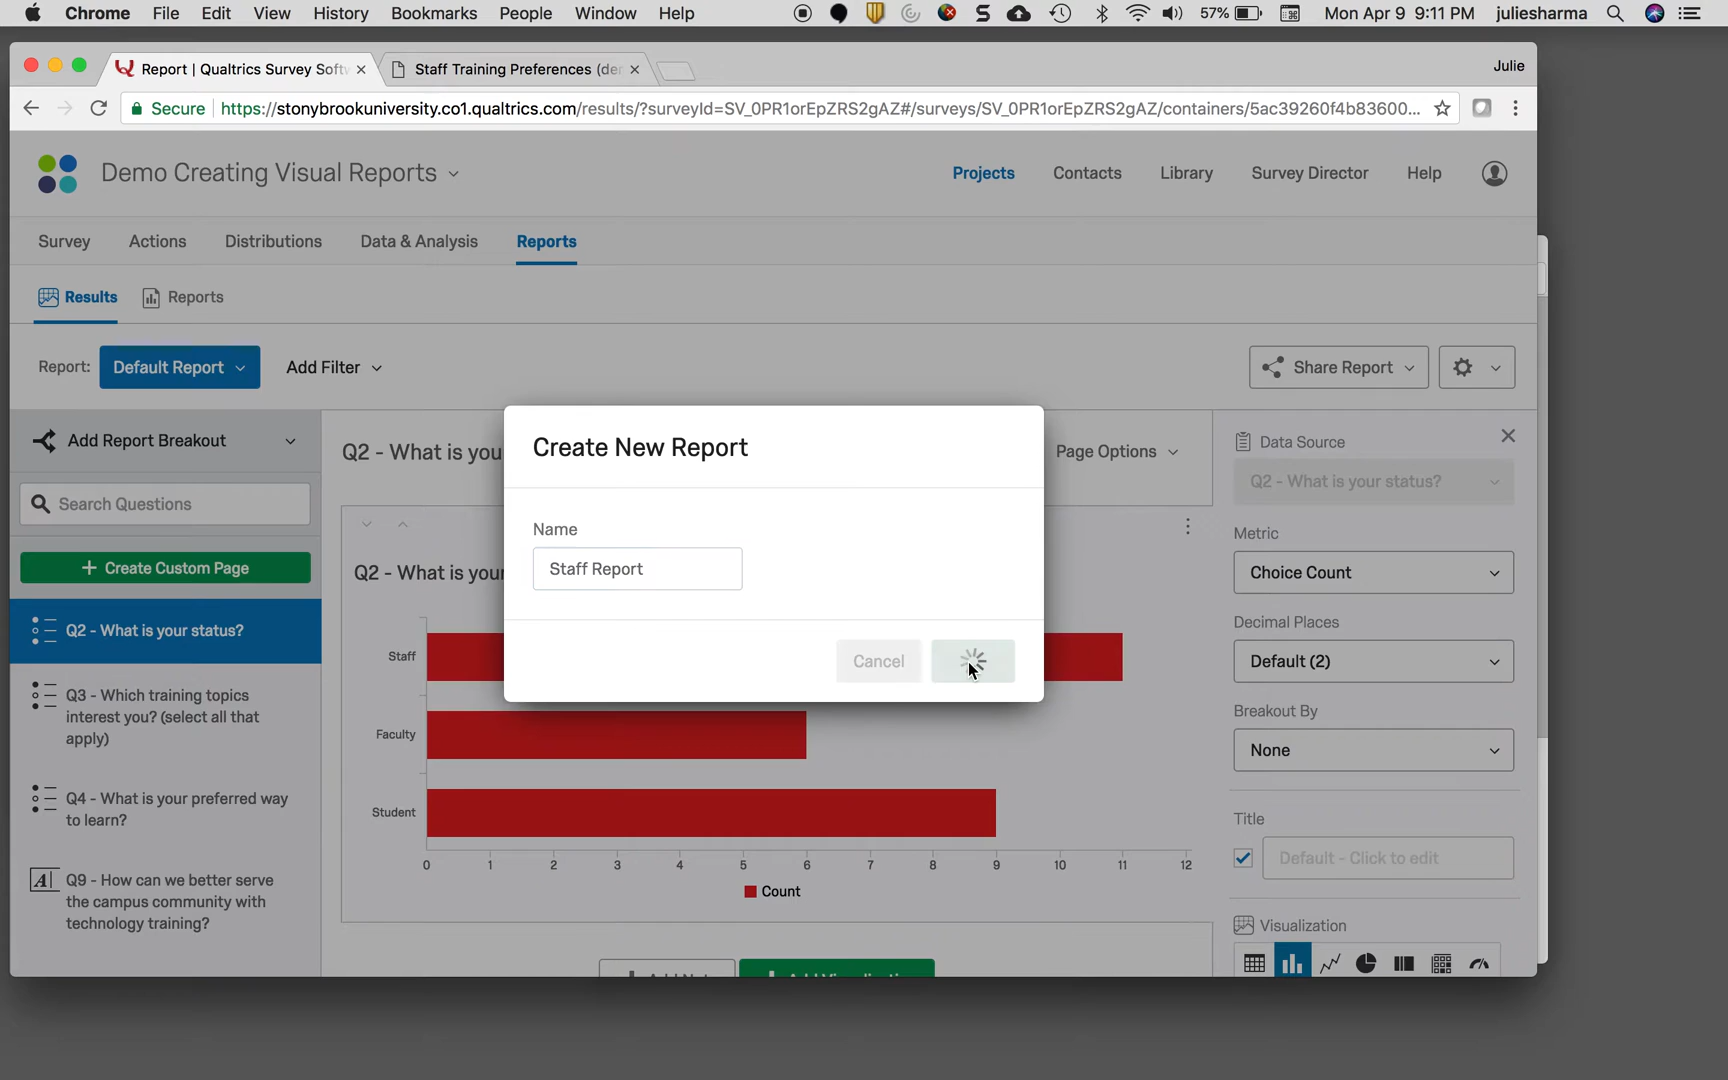 Chrome File Edit View History Bookmarks People Window Help 57% Mon Apr 9 9:11 PM juliesharma
Report | Qualtrics Survey Soft Staff Training Preferences (de Julie
Secure https://stonybrookuniversity.co1.qualtrics.com/results/?surveyId=SV_0PR1orEpZRS2gAZ#/surveys/SV_0PR1orEpZRS2gAZ/containers/5ac39260f4b83600...
Demo Creating Visual Reports Projects Contacts Library Survey Director Help
Survey Actions Distributions Data & Analysis Reports
Results Reports
Report: Default Report Add Filter Share Report
Add Report Breakout
Search Questions
+ Create Custom Page
Q2 - What is your status?
Q3 - Which training topics
interest you? (select all that
apply)
Q4 - What is your preferred way
to learn?
A Q9 - How can we better serve
the campus community with
technology training?
Q2 - What is you Page Options
Q2 - What is your
Staff
Faculty
Student
0 1 2 3 4 5 6 7 8 9 10 11 12
Count
Create New Report
Name
Staff Report
Cancel
Data Source
Q2 - What is your status?
Metric
Choice Count
Decimal Places
Default (2)
Breakout By
None
Title
Default - Click to edit
Visualization